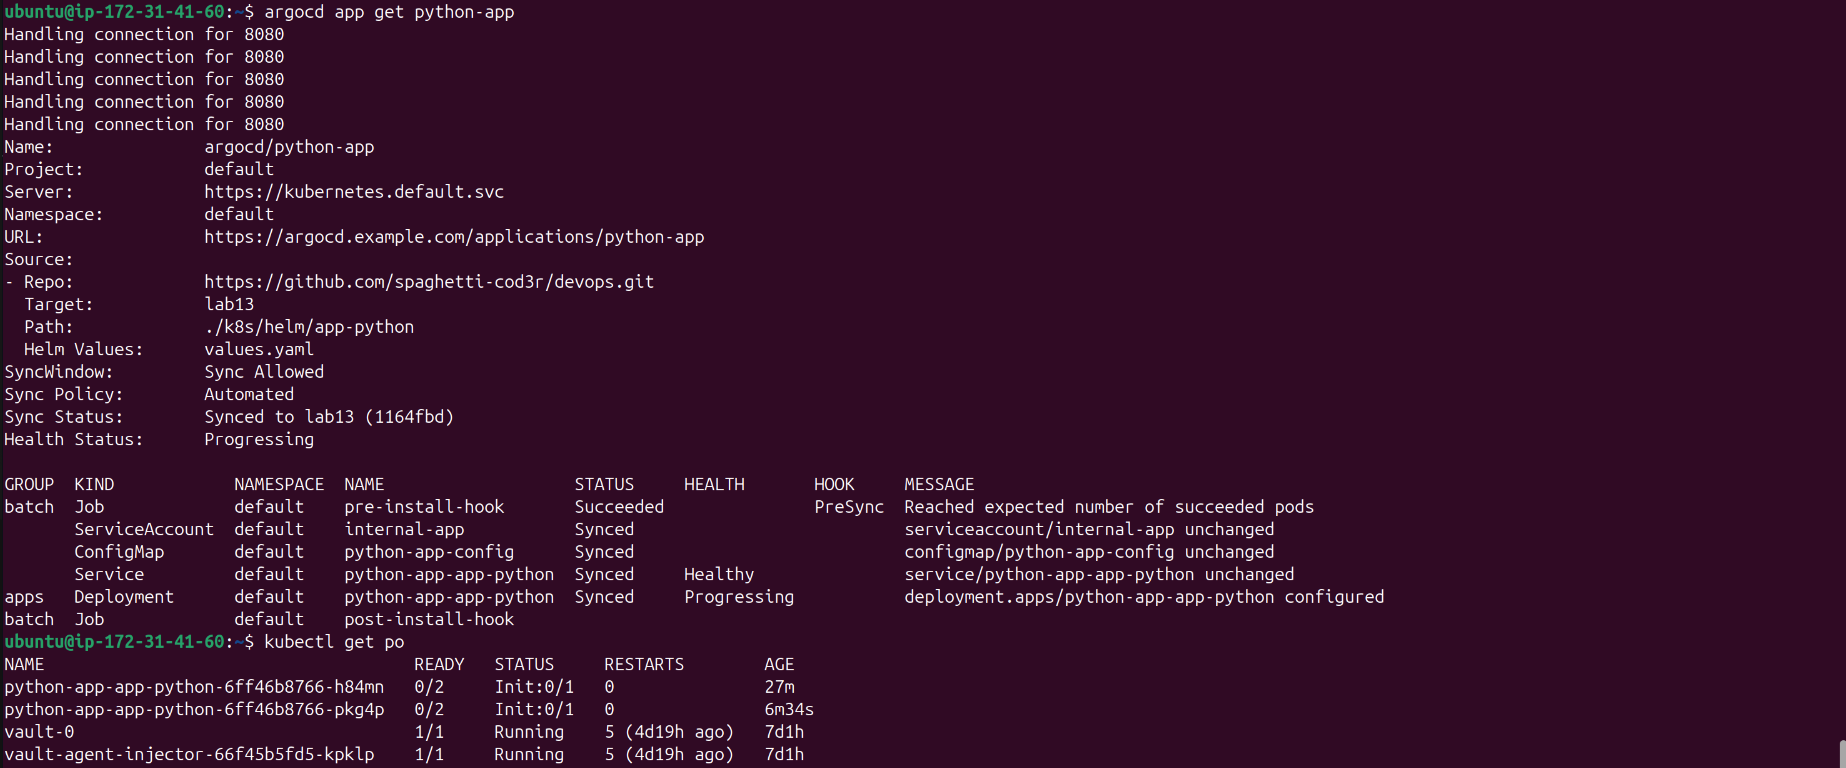 ubuntu@ip-172-31-41-60:~$ argocd app get python-app
Handling connection for 8080
Handling connection for 8080
Handling connection for 8080
Handling connection for 8080
Handling connection for 8080
Name:               argocd/python-app
Project:            default
Server:             https://kubernetes.default.svc
Namespace:          default
URL:                https://argocd.example.com/applications/python-app
Source:
- Repo:             https://github.com/spaghetti-cod3r/devops.git
  Target:           lab13
  Path:             ./k8s/helm/app-python
  Helm Values:      values.yaml
SyncWindow:         Sync Allowed
Sync Policy:        Automated
Sync Status:        Synced to lab13 (1164fbd)
Health Status:      Progressing

GROUP  KIND            NAMESPACE  NAME                   STATUS     HEALTH       HOOK     MESSAGE
batch  Job             default    pre-install-hook       Succeeded               PreSync  Reached expected number of succeeded pods
       ServiceAccount  default    internal-app           Synced                           serviceaccount/internal-app unchanged
       ConfigMap       default    python-app-config      Synced                           configmap/python-app-config unchanged
       Service         default    python-app-app-python  Synced     Healthy               service/python-app-app-python unchanged
apps   Deployment      default    python-app-app-python  Synced     Progressing           deployment.apps/python-app-app-python configured
batch  Job             default    post-install-hook
ubuntu@ip-172-31-41-60:~$ kubectl get po
NAME                                     READY   STATUS     RESTARTS        AGE
python-app-app-python-6ff46b8766-h84mn   0/2     Init:0/1   0               27m
python-app-app-python-6ff46b8766-pkg4p   0/2     Init:0/1   0               6m34s
vault-0                                  1/1     Running    5 (4d19h ago)   7d1h
vault-agent-injector-66f45b5fd5-kpklp    1/1     Running    5 (4d19h ago)   7d1h